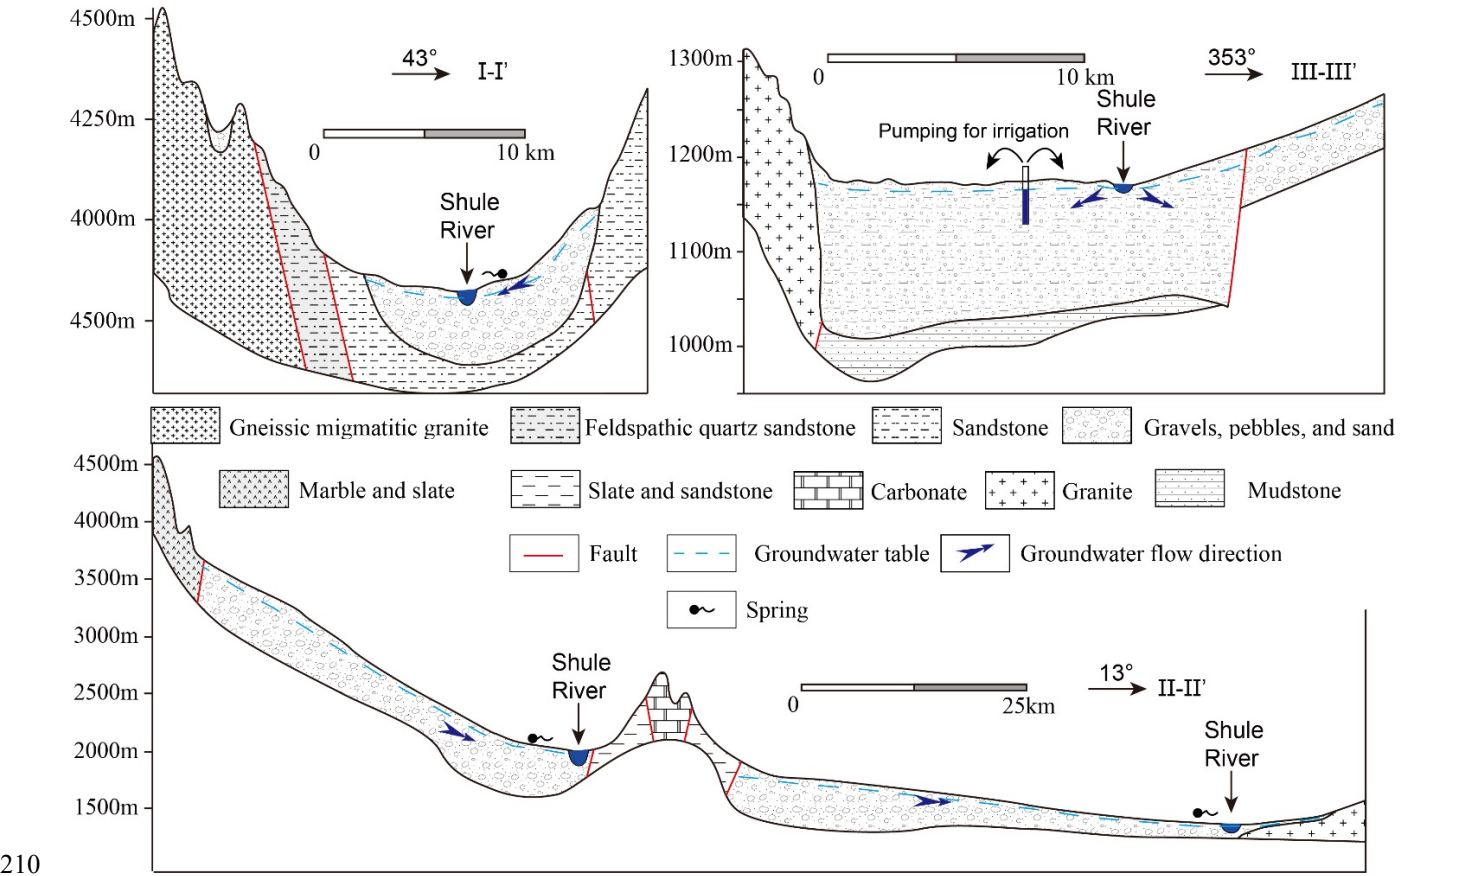 4500m
4250m
4000m
4500m
43°
I-I’
0
10 km
Shule
River
1300m
1200m
1100m
1000m
0
10 km
353°
III-III’
Pumping for irrigation
Shule
River
Gneissic migmatitic granite
Feldspathic quartz sandstone
Sandstone
Gravels, pebbles, and sand
Marble and slate
Slate and sandstone
Carbonate
Granite
Mudstone
Fault
Groundwater table
Groundwater flow direction
Spring
4500m
4000m
3500m
3000m
2500m
2000m
1500m
Shule
River
0
25km
13°
II-II’
Shule
River
210